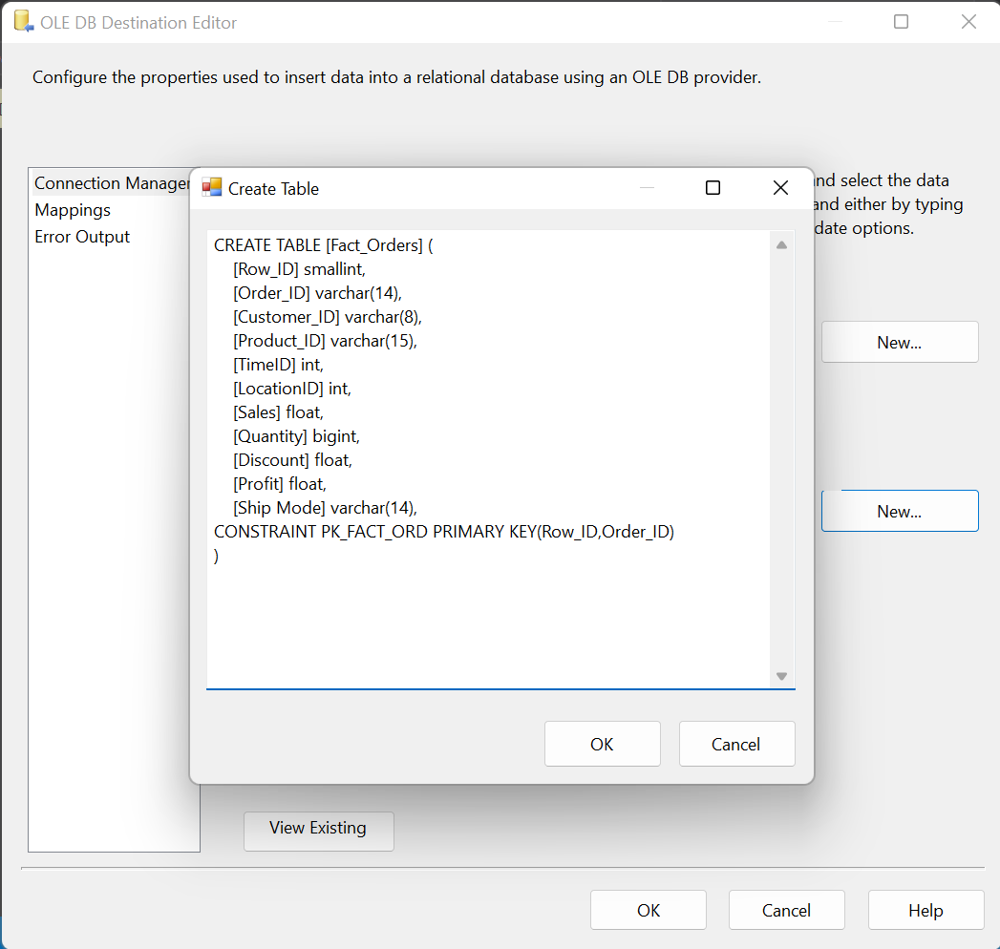 OLE DB Destination Editor
Configure the properties used to insert data into a relational database using an OLE DB provider.
Connection Manager
Mappings
Error Output
and select the data
and either by typing
date options.
Create Table
CREATE TABLE [Fact_Orders] (
[Row_ID] smallint,
[Order_ID] varchar(14),
[Customer_ID] varchar(8),
[Product_ID] varchar(15),
[TimeID] int,
[LocationID] int,
[Sales] float,
[Quantity] bigint,
[Discount] float,
[Profit] float,
[Ship Mode] varchar(14),
CONSTRAINT PK_FACT_ORD PRIMARY KEY(Row_ID,Order_ID)
)
New...
New...
OK
Cancel
View Existing
OK
Cancel
Help